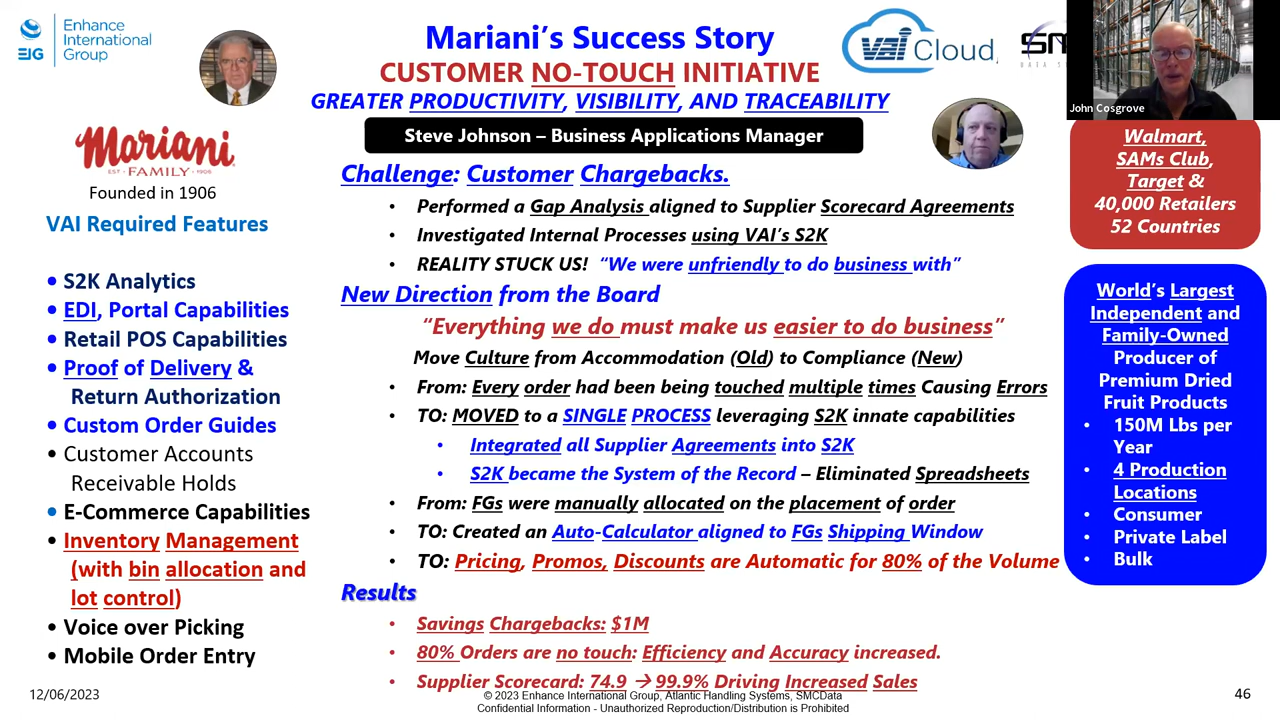 EIG
Enhance
International
Group
Mariani's Success Story
CUSTOMER NO-TOUCH INITIATIVE
GREATER PRODUCTIVITY, VISIBILITY, AND TRACEABILITY
Steve Johnson – Business Applications Manager
vai Cloud
John Cosgrove
Mariani
EST • FAMILY • 1906
Founded in 1906
VAI Required Features
• S2K Analytics
• EDI, Portal Capabilities
• Retail POS Capabilities
• Proof of Delivery &
Return Authorization
• Custom Order Guides
• Customer Accounts
Receivable Holds
• E-Commerce Capabilities
• Inventory Management
(with bin allocation and
lot control)
• Voice over Picking
• Mobile Order Entry
Challenge: Customer Chargebacks.
• Performed a Gap Analysis aligned to Supplier Scorecard Agreements
• Investigated Internal Processes using VAI's S2K
• REALITY STUCK US! “We were unfriendly to do business with”
New Direction from the Board
“Everything we do must make us easier to do business”
Move Culture from Accommodation (Old) to Compliance (New)
• From: Every order had been being touched multiple times Causing Errors
• TO: MOVED to a SINGLE PROCESS leveraging S2K innate capabilities
• Integrated all Supplier Agreements into S2K
• S2K became the System of the Record – Eliminated Spreadsheets
• From: FGs were manually allocated on the placement of order
• TO: Created an Auto-Calculator aligned to FGs Shipping Window
• TO: Pricing, Promos, Discounts are Automatic for 80% of the Volume
Results
• Savings Chargebacks: $1M
• 80% Orders are no touch: Efficiency and Accuracy increased.
• Supplier Scorecard: 74.9 → 99.9% Driving Increased Sales
Walmart,
SAMs Club,
Target &
40,000 Retailers
52 Countries
World's Largest
Independent and
Family-Owned
Producer of
Premium Dried
Fruit Products
• 150M Lbs per
Year
• 4 Production
Locations
• Consumer
• Private Label
• Bulk
12/06/2023
© 2023 Enhance International Group, Atlantic Handling Systems, SMCData
Confidential Information - Unauthorized Reproduction/Distribution is Prohibited
46